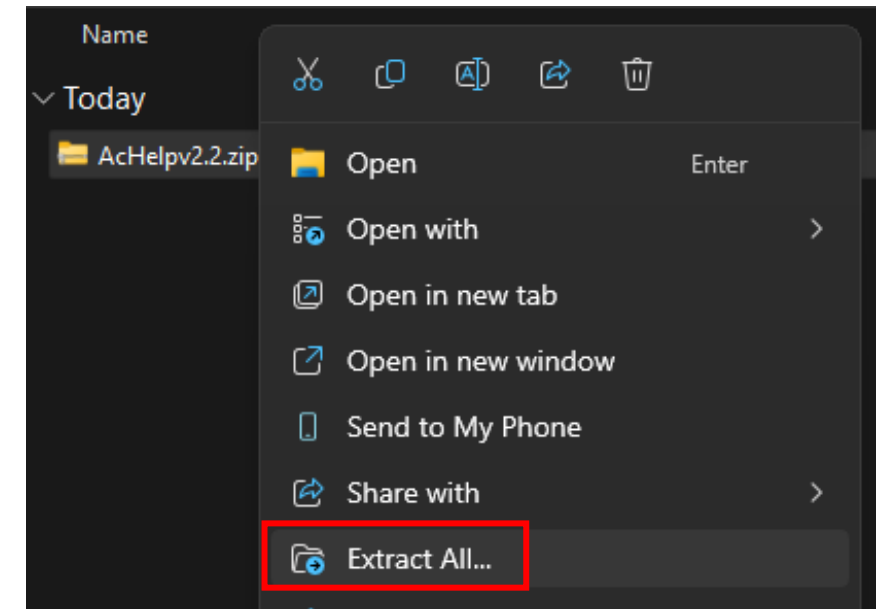 Name
Today
AcHelpv2.2.zip
Open Enter
Open with
Open in new tab
Open in new window
Send to My Phone
Share with
Extract All...